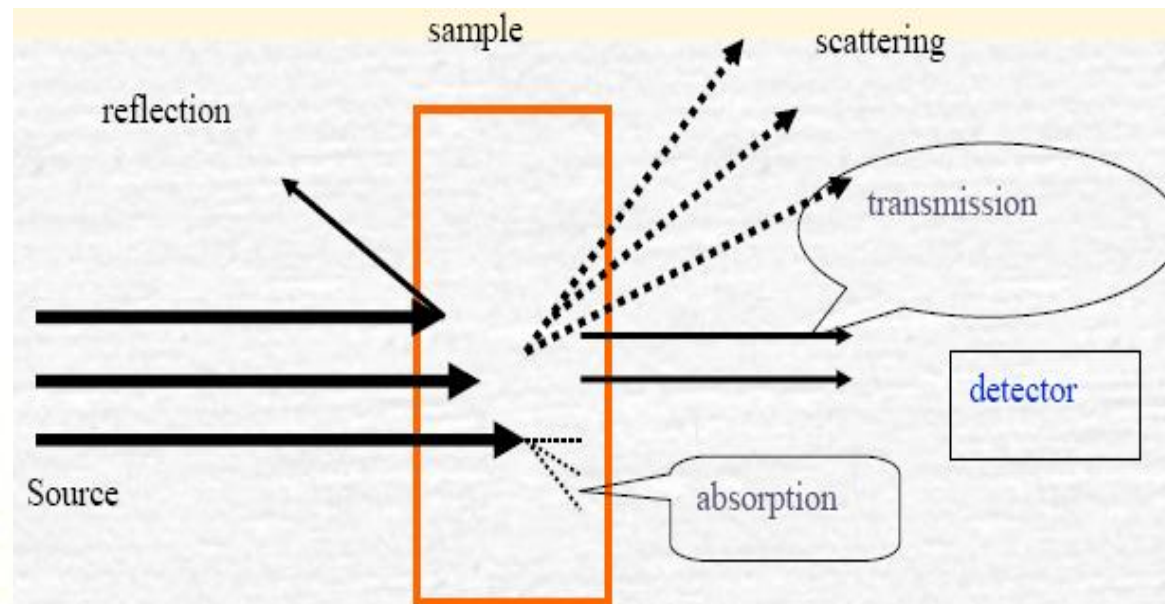 sample
scattering
reflection
transmission
detector
Source
absorption